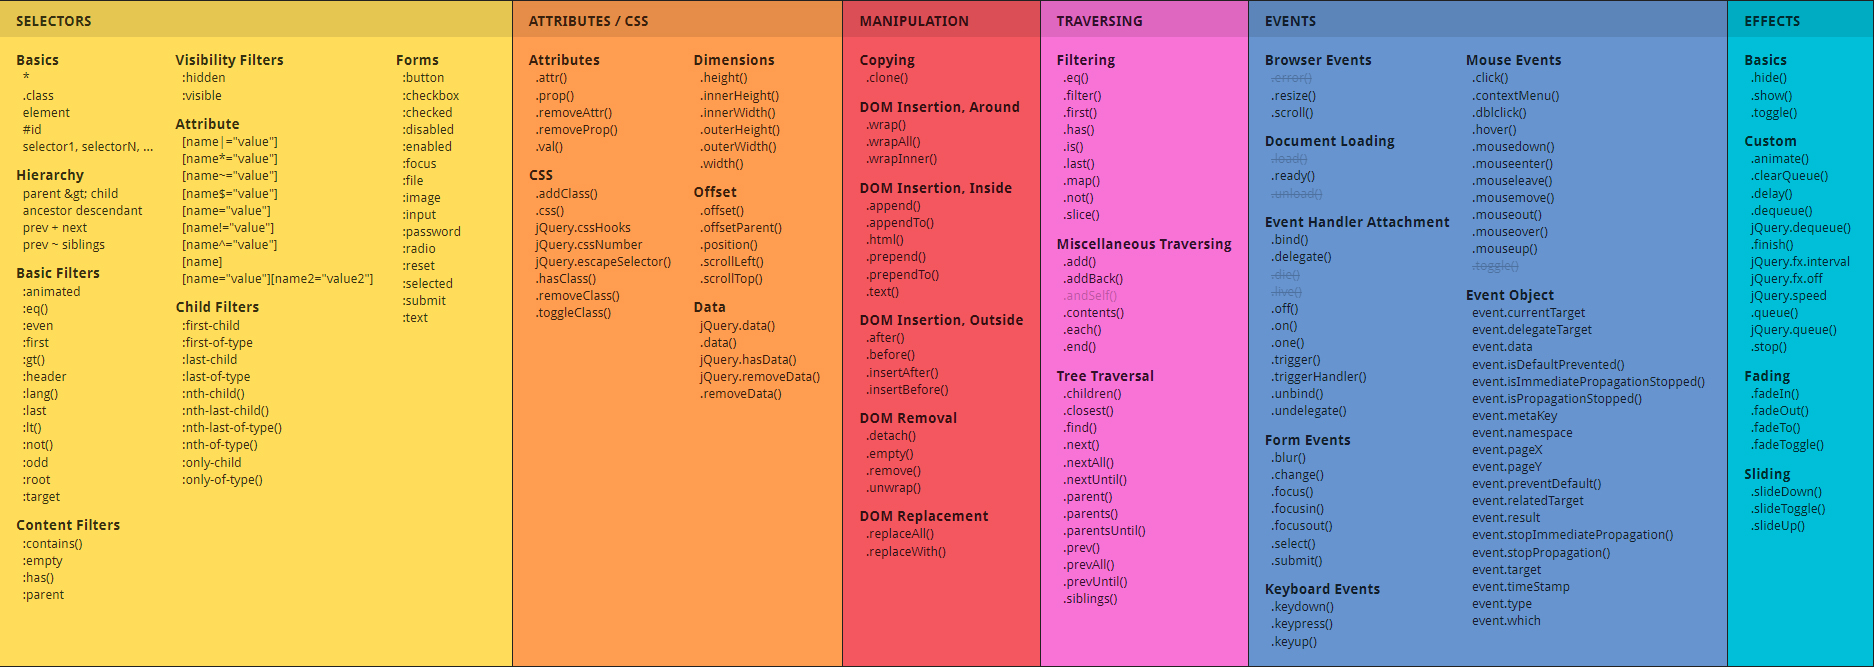 SELECTORS
Basics
*
.class
element
#id
selector1, selectorN, ...
Hierarchy
parent &gt; child
ancestor descendant
prev + next
prev ~ siblings
Basic Filters
:animated
:eq()
:even
:first
:gt()
:header
:lang()
:last
:lt()
:not()
:odd
:root
:target
Content Filters
:contains()
:empty
:has()
:parent
Visibility Filters
:hidden
:visible
Attribute
[name|="value"]
[name*="value"]
[name~="value"]
[name$="value"]
[name="value"]
[name!="value"]
[name^="value"]
[name]
[name="value"][name2="value2"]
Child Filters
:first-child
:first-of-type
:last-child
:last-of-type
:nth-child()
:nth-last-child()
:nth-last-of-type()
:nth-of-type()
:only-child
:only-of-type()
Forms
:button
:checkbox
:checked
:disabled
:enabled
:focus
:file
:image
:input
:password
:radio
:reset
:selected
:submit
:text
ATTRIBUTES / CSS
Attributes
.attr()
.prop()
.removeAttr()
.removeProp()
.val()
CSS
.addClass()
.css()
jQuery.cssHooks
jQuery.cssNumber
jQuery.escapeSelector()
.hasClass()
.removeClass()
.toggleClass()
Dimensions
.height()
.innerHeight()
.innerWidth()
.outerHeight()
.outerWidth()
.width()
Offset
.offset()
.offsetParent()
.position()
.scrollLeft()
.scrollTop()
Data
jQuery.data()
.data()
jQuery.hasData()
jQuery.removeData()
.removeData()
MANIPULATION
Copying
.clone()
DOM Insertion, Around
.wrap()
.wrapAll()
.wrapInner()
DOM Insertion, Inside
.append()
.appendTo()
.html()
.prepend()
.prependTo()
.text()
DOM Insertion, Outside
.after()
.before()
.insertAfter()
.insertBefore()
DOM Removal
.detach()
.empty()
.remove()
.unwrap()
DOM Replacement
.replaceAll()
.replaceWith()
TRAVERSING
Filtering
.eq()
.filter()
.first()
.has()
.is()
.last()
.map()
.not()
.slice()
Miscellaneous Traversing
.add()
.addBack()
.andSelf()
.contents()
.each()
.end()
Tree Traversal
.children()
.closest()
.find()
.next()
.nextAll()
.nextUntil()
.parent()
.parents()
.parentsUntil()
.prev()
.prevAll()
.prevUntil()
.siblings()
EVENTS
Browser Events
.error()
.resize()
.scroll()
Document Loading
.load()
.ready()
.unload()
Event Handler Attachment
.bind()
.delegate()
.die()
.live()
.off()
.on()
.one()
.trigger()
.triggerHandler()
.unbind()
.undelegate()
Form Events
.blur()
.change()
.focus()
.focusin()
.focusout()
.select()
.submit()
Keyboard Events
.keydown()
.keypress()
.keyup()
Mouse Events
.click()
.contextMenu()
.dblclick()
.hover()
.mousedown()
.mouseenter()
.mouseleave()
.mousemove()
.mouseout()
.mouseover()
.mouseup()
.toggle()
Event Object
event.currentTarget
event.delegateTarget
event.data
event.isDefaultPrevented()
event.isImmediatePropagationStopped()
event.isPropagationStopped()
event.metaKey
event.namespace
event.pageX
event.pageY
event.preventDefault()
event.relatedTarget
event.result
event.stopImmediatePropagation()
event.stopPropagation()
event.target
event.timeStamp
event.type
event.which
EFFECTS
Basics
.hide()
.show()
.toggle()
Custom
.animate()
.clearQueue()
.delay()
.dequeue()
jQuery.dequeue()
.finish()
jQuery.fx.interval
jQuery.fx.off
jQuery.speed
.queue()
jQuery.queue()
.stop()
Fading
.fadeIn()
.fadeOut()
.fadeTo()
.fadeToggle()
Sliding
.slideDown()
.slideToggle()
.slideUp()